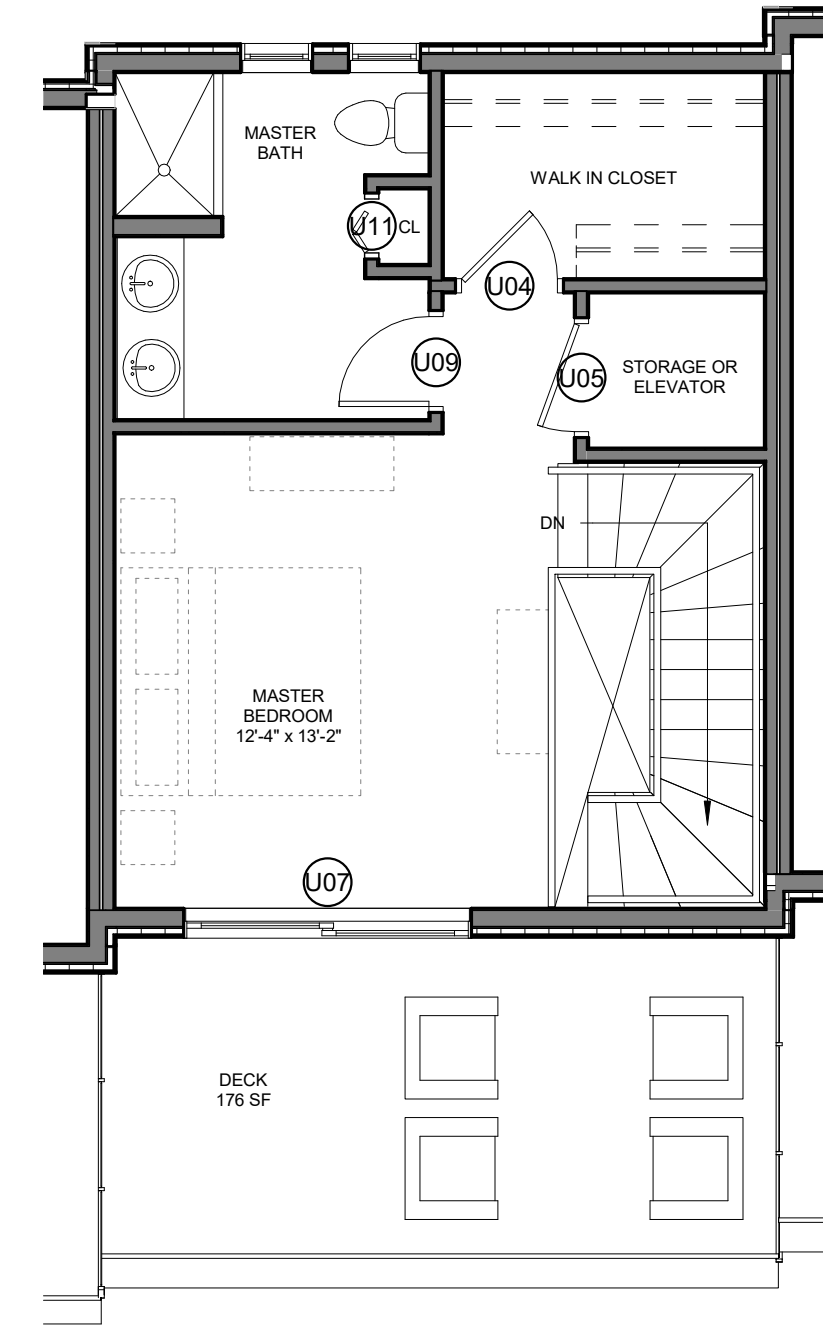 MASTER
BATH
WALK IN CLOSET
U11
CL
U04
U09
U05
STORAGE OR
ELEVATOR
DN
MASTER
BEDROOM
12'-4" x 13'-2"
U07
DECK
176 SF